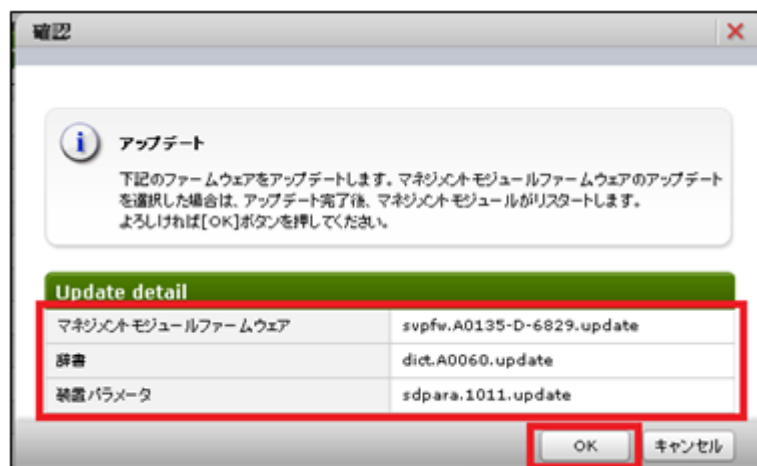 確認
アップデート
下記のファームウェアをアップデートします。マネジメントモジュールファームウェアのアップデート
を選択した場合は、アップデート完了後、マネジメントモジュールがリスタートします。
よろしければ[OK]ボタンを押してください。
Update detail
マネジメントモジュールファームウェア svpfw.A0135-D-6829.update
辞書 dict.A0060.update
装置パラメータ sdpara.1011.update
OK キャンセル